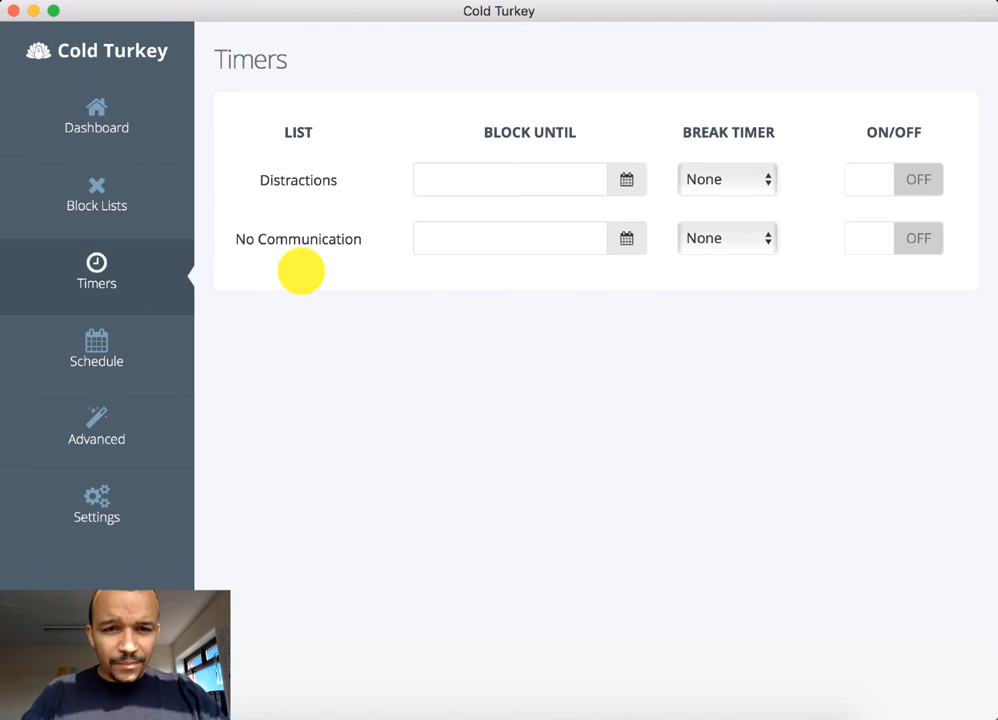 Cold Turkey
Cold Turkey
Dashboard
Block Lists
Timers
Schedule
Advanced
Settings
Timers
LIST BLOCK UNTIL BREAK TIMER ON/OFF
Distractions None OFF
No Communication None OFF